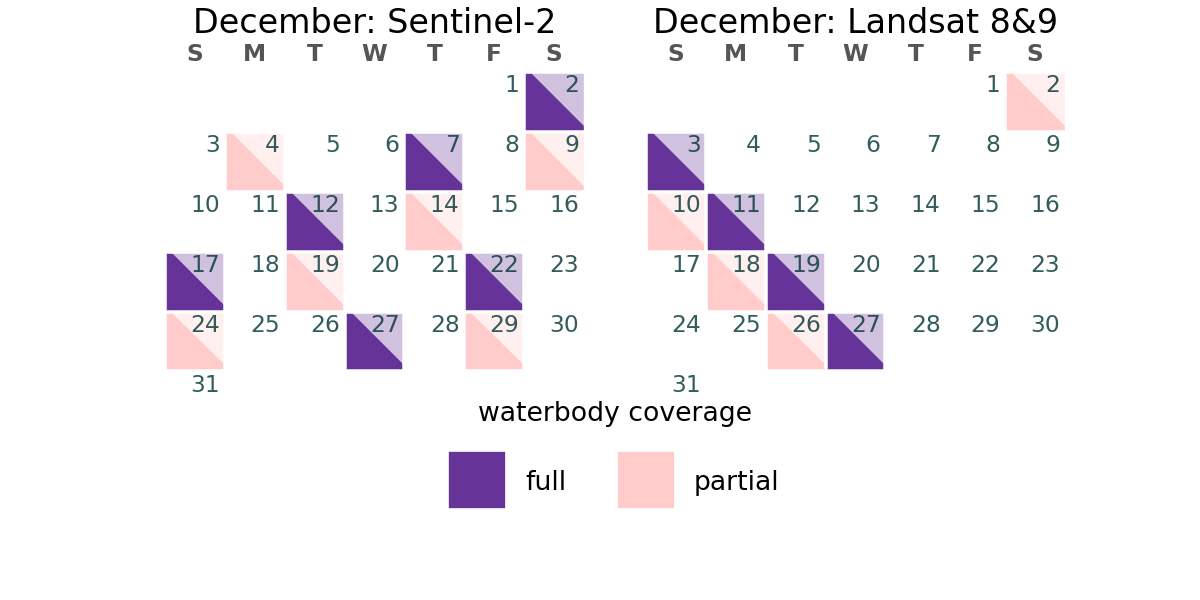 December: Sentinel-2
S M T W T F S
1 2
3 4 5 6 7 8 9
10 11 12 13 14 15 16
17 18 19 20 21 22 23
24 25 26 27 28 29 30
31
December: Landsat 8&9
S M T W T F S
1 2
3 4 5 6 7 8 9
10 11 12 13 14 15 16
17 18 19 20 21 22 23
24 25 26 27 28 29 30
31
waterbody coverage
full partial